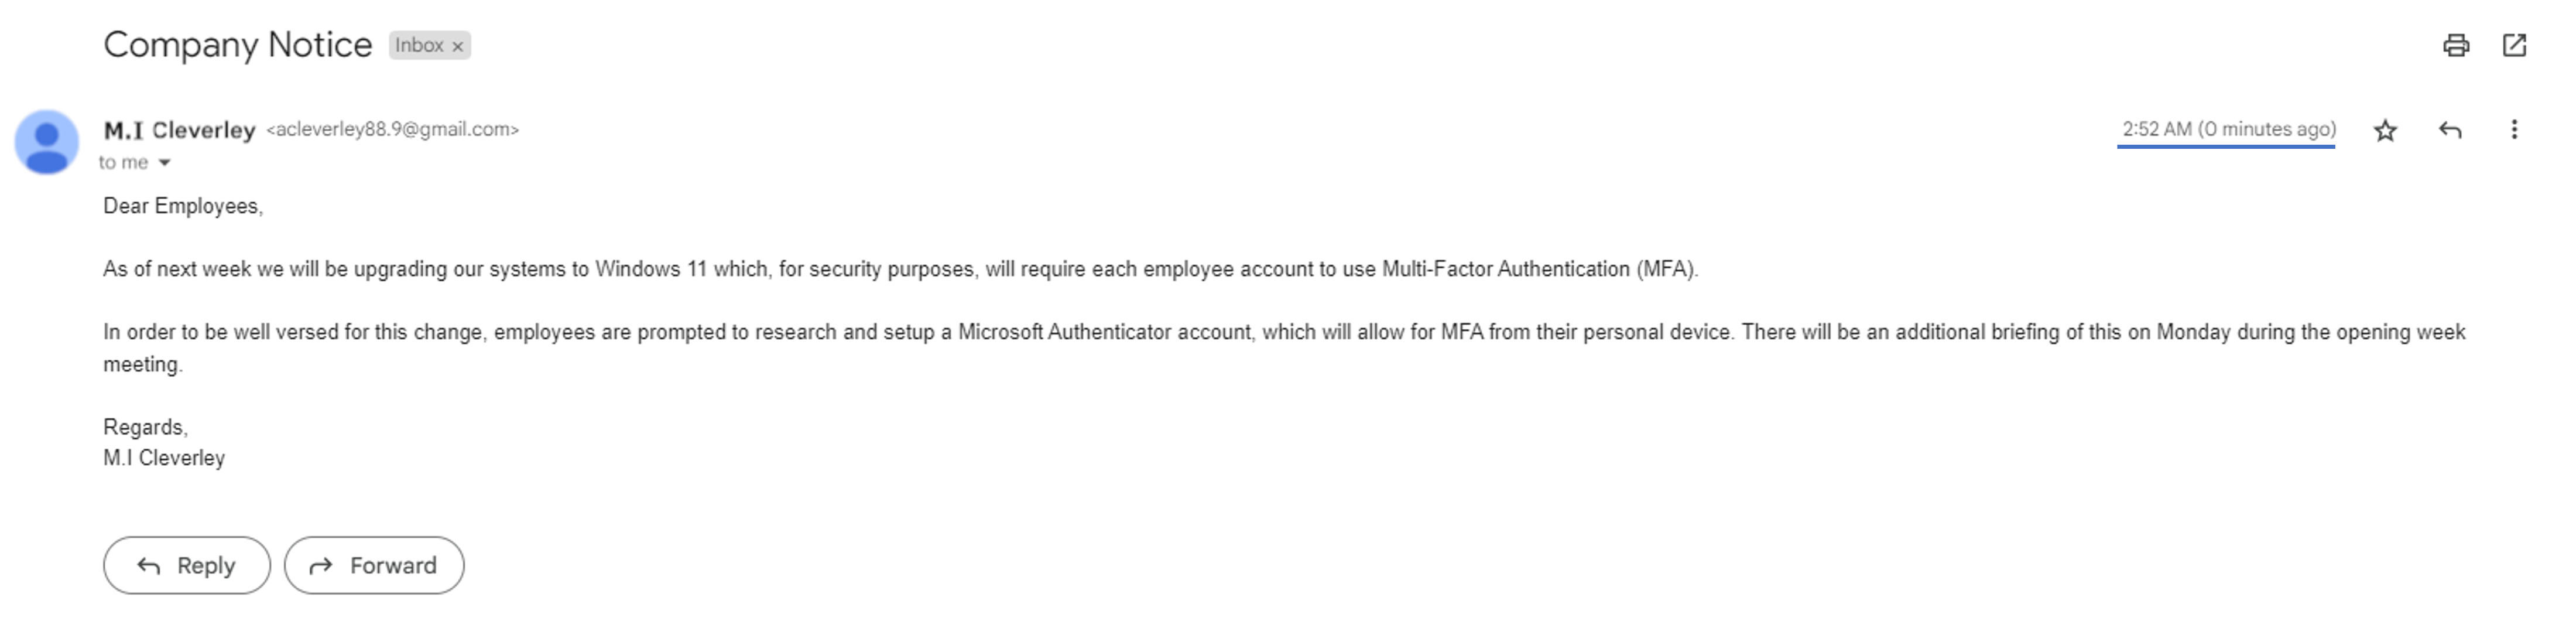 Company Notice Inbox ×
M.I Cleverley <acleverley88.9@gmail.com> 2:52 AM (0 minutes ago)
to me
Dear Employees,
As of next week we will be upgrading our systems to Windows 11 which, for security purposes, will require each employee account to use Multi-Factor Authentication (MFA).
In order to be well versed for this change, employees are prompted to research and setup a Microsoft Authenticator account, which will allow for MFA from their personal device. There will be an additional briefing of this on Monday during the opening week
meeting.
Regards,
M.I Cleverley
Reply Forward